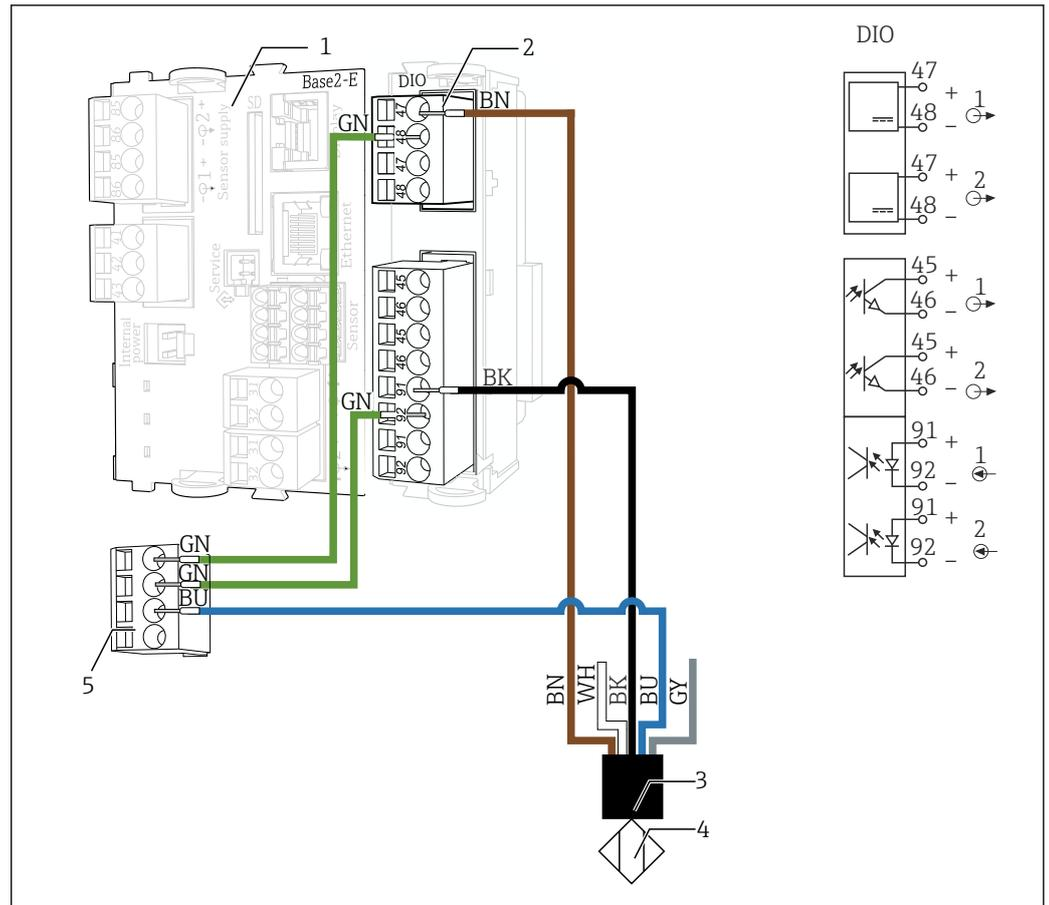 1
2
Base2-E
DIO
BN
GN
47
48
47
48
85
86
85
86
Sensor supply
SD
Display
Ethernet
Service
Sensor
Internal
power
41
42
43
45
46
45
46
91
92
91
92
BK
GN
31
32
31
32
GN
GN
BU
5
BN
WH
BK
BU
GY
3
4
DIO
47
+
1
48
−
47
+
2
48
−
45
+
1
46
−
45
+
2
46
−
91
+
1
92
−
91
+
2
92
−